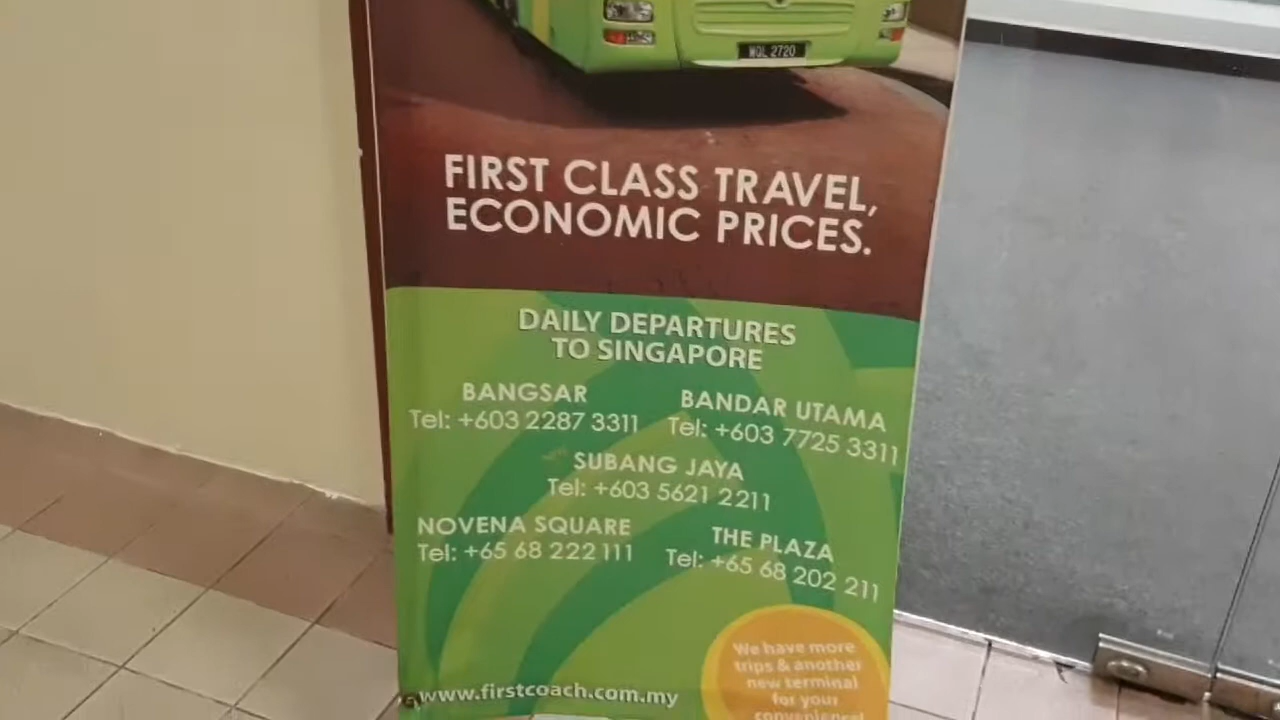 WQL 2720
FIRST CLASS TRAVEL,
ECONOMIC PRICES.
DAILY DEPARTURES
TO SINGAPORE
BANGSAR
Tel: +603 2287 3311
BANDAR UTAMA
Tel: +603 7725 3311
SUBANG JAYA
Tel: +603 5621 2211
NOVENA SQUARE
Tel: +65 68 222 111
THE PLAZA
Tel: +65 68 202 211
We have more
trips & another
new terminal
for your
convenience!
www.firstcoach.com.my